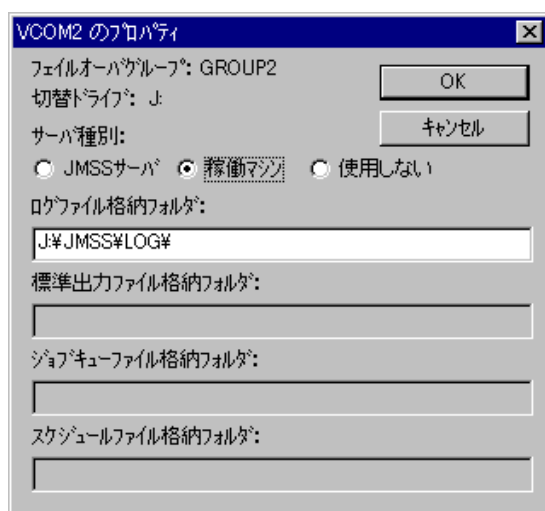 VCOM2 のﾌﾟﾛﾊﾟﾃｨ
ﾌｪｲﾙｵｰﾊﾞｸﾞﾙｰﾌﾟ: GROUP2
OK
切替ﾄﾞﾗｲﾌﾞ: J:
ｷｬﾝｾﾙ
サーバ種別:
JMSSｻｰﾊﾞ 稼働ﾏｼﾝ 使用しない
ﾛｸﾞﾌｧｲﾙ格納ﾌｫﾙﾀﾞ:
J:¥JMSS¥LOG¥
標準出力ﾌｧｲﾙ格納ﾌｫﾙﾀﾞ:
ｼﾞｮﾌﾞｷｭｰﾌｧｲﾙ格納ﾌｫﾙﾀﾞ:
ｽｹｼﾞｭｰﾙﾌｧｲﾙ格納ﾌｫﾙﾀﾞ: